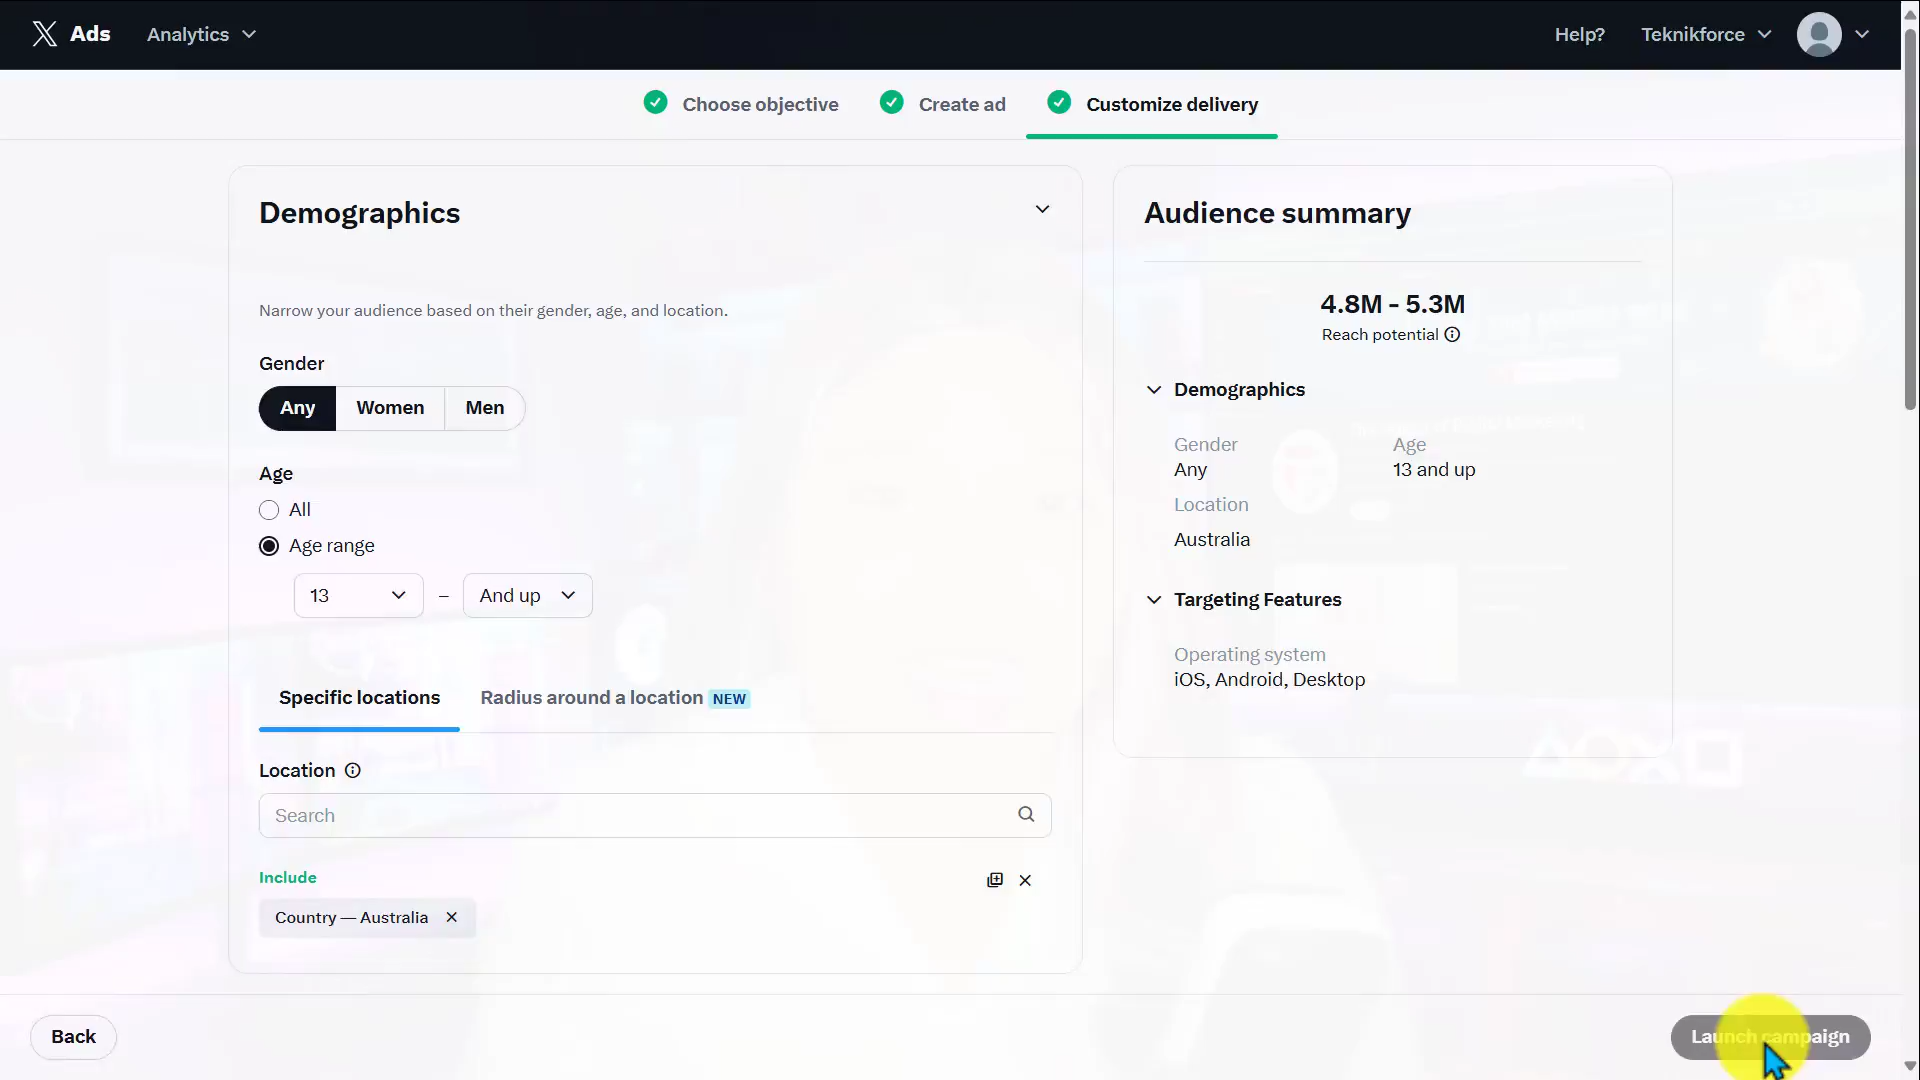 Ads
Analytics
Help?
Teknikforce
Choose objective
Create ad
Customize delivery
Demographics
Narrow your audience based on their gender, age, and location.
Gender
Any
Women
Men
Age
All
Age range
13
–
And up
Specific locations
Radius around a location NEW
Location
Search
Include
Country — Australia
Audience summary
4.8M - 5.3M
Reach potential
Demographics
Gender
Age
Any
13 and up
Location
Australia
Targeting Features
Operating system
iOS, Android, Desktop
Back
Launch campaign